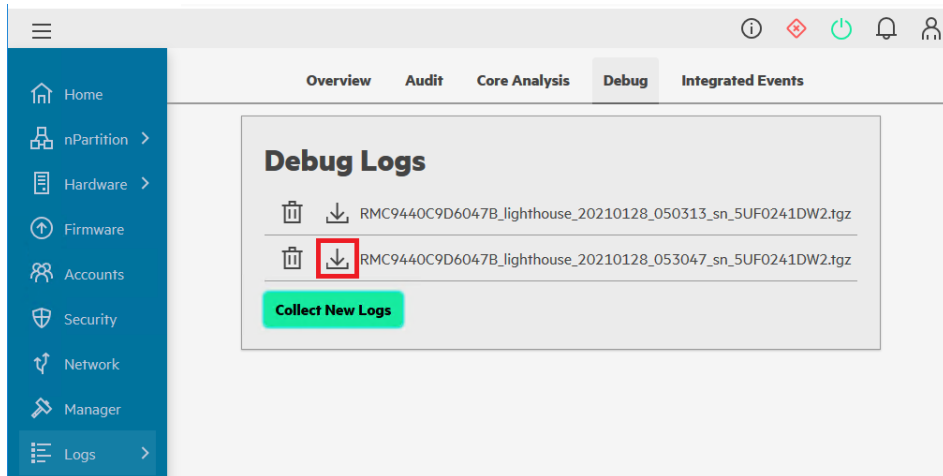 Overview Audit Core Analysis Debug Integrated Events
Home
nPartition
Hardware
Firmware
Accounts
Security
Network
Manager
Logs
Debug Logs
RMC9440C9D6047B_lighthouse_20210128_050313_sn_5UF0241DW2.tgz
RMC9440C9D6047B_lighthouse_20210128_053047_sn_5UF0241DW2.tgz
Collect New Logs